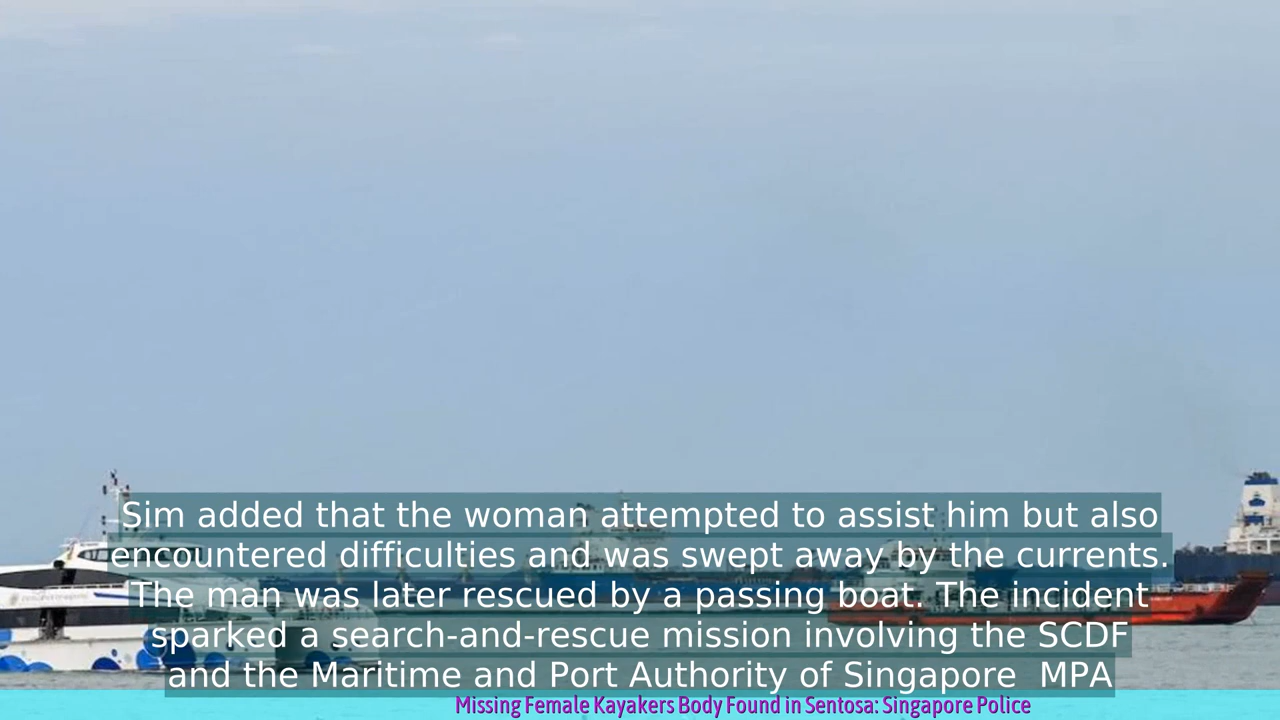 Sim added that the woman attempted to assist him but also
encountered difficulties and was swept away by the currents.
The man was later rescued by a passing boat. The incident
sparked a search-and-rescue mission involving the SCDF
and the Maritime and Port Authority of Singapore  MPA
Missing Female Kayakers Body Found in Sentosa: Singapore Police